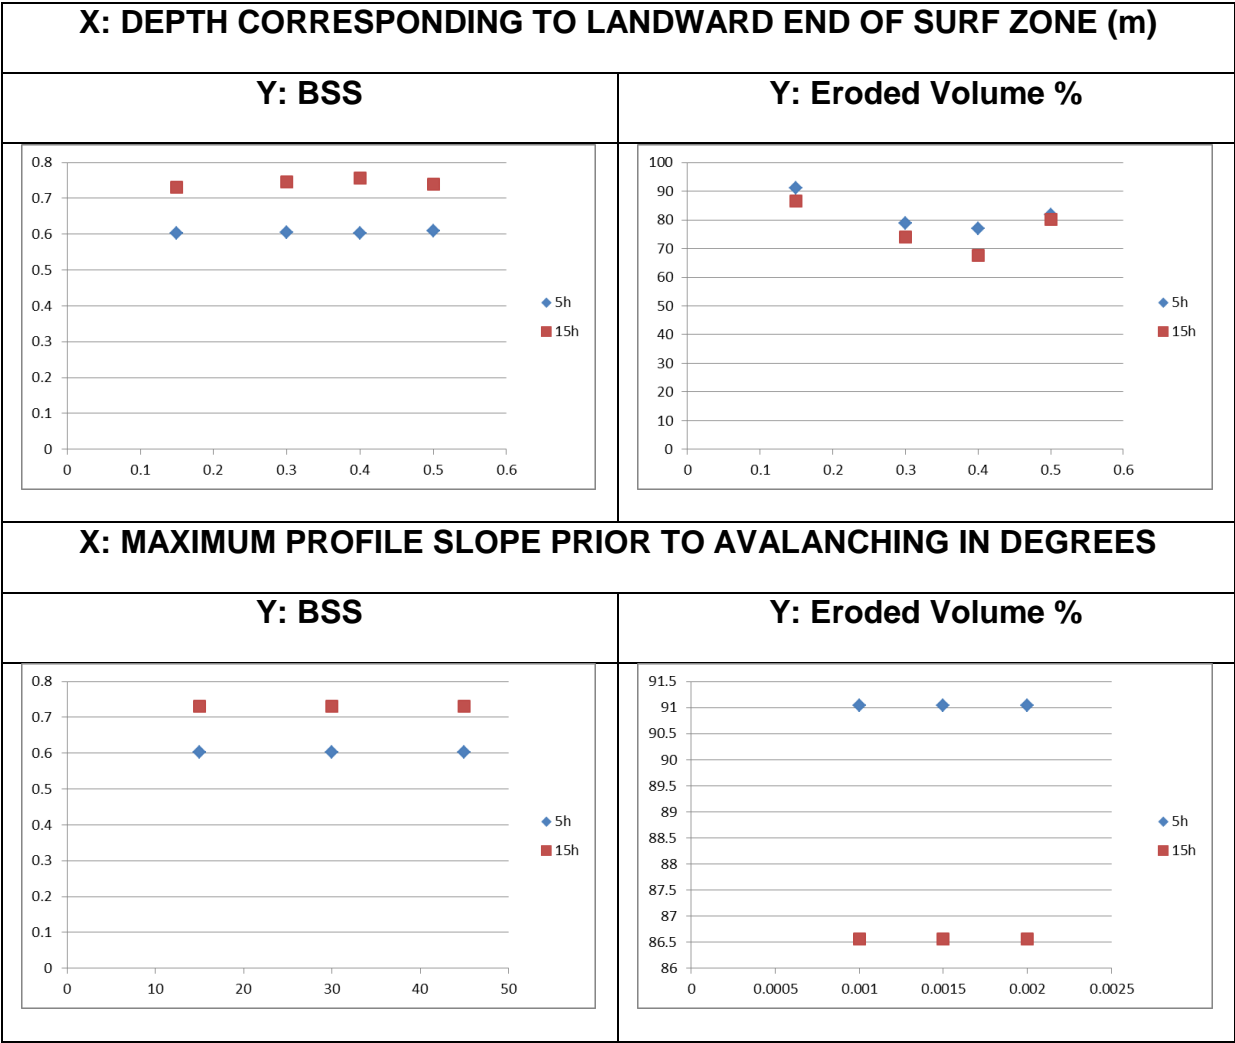 X: DEPTH CORRESPONDING TO LANDWARD END OF SURF ZONE (m)
Y: BSS
Y: Eroded Volume %
0.8
0.7
0.6
0.5
0.4
0.3
0.2
0.1
0
0 0.1 0.2 0.3 0.4 0.5 0.6
5h
15h
100
90
80
70
60
50
40
30
20
10
0
0 0.1 0.2 0.3 0.4 0.5 0.6
5h
15h
X: MAXIMUM PROFILE SLOPE PRIOR TO AVALANCHING IN DEGREES
Y: BSS
Y: Eroded Volume %
0.8
0.7
0.6
0.5
0.4
0.3
0.2
0.1
0
0 10 20 30 40 50
5h
15h
91.5
91
90.5
90
89.5
89
88.5
88
87.5
87
86.5
86
0 0.0005 0.001 0.0015 0.002 0.0025
5h
15h